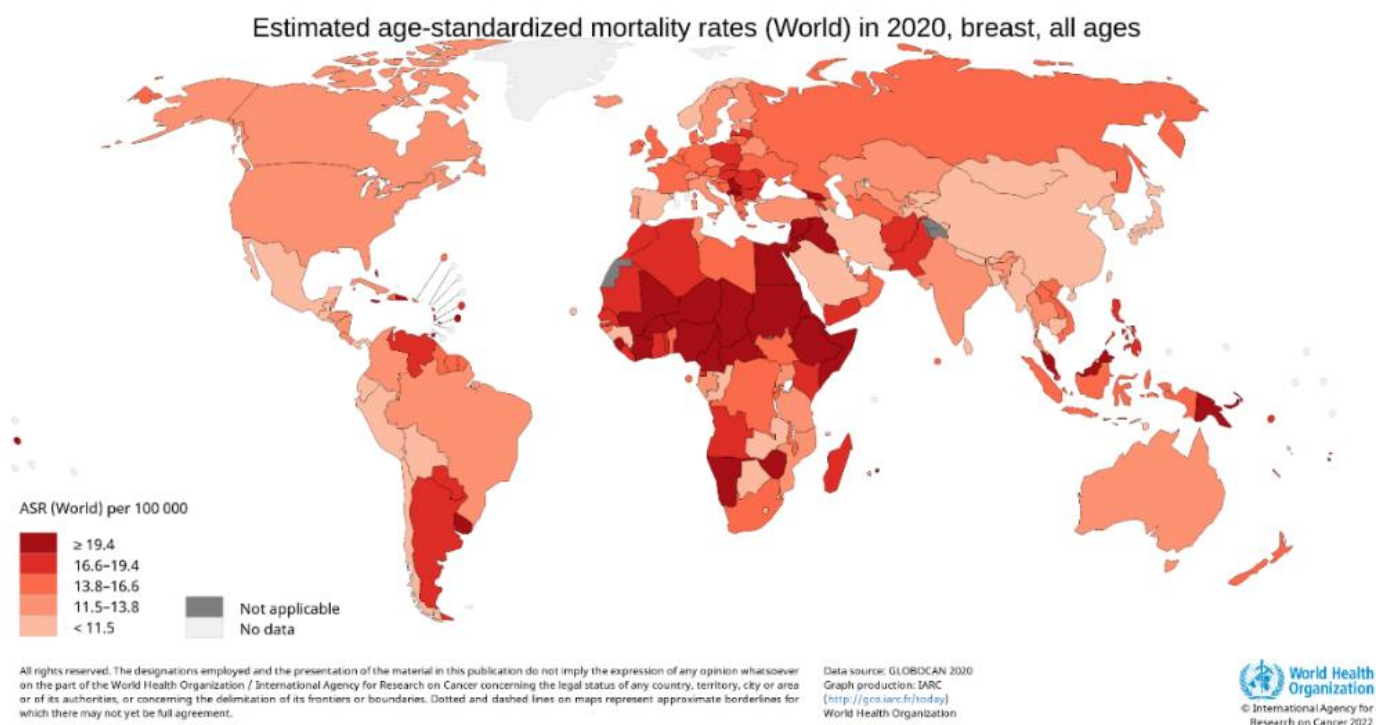 Estimated age-standardized mortality rates (World) in 2020, breast, all ages
ASR (World) per 100 000
≥ 19.4
16.6–19.4
13.8–16.6
11.5–13.8
< 11.5
Not applicable
No data
All rights reserved. The designations employed and the presentation of the material in this publication do not imply the expression of any opinion whatsoever
on the part of the World Health Organization / International Agency for Research on Cancer concerning the legal status of any country, territory, city or area
or of its authorities, or concerning the delimitation of its frontiers or boundaries. Dotted and dashed lines on maps represent approximate borderlines for
which there may not yet be full agreement.
Data source: GLOBOCAN 2020
Graph production: IARC
(http://gco.iarc.fr/today)
World Health Organization
World Health
Organization
© International Agency for
Research on Cancer 2022